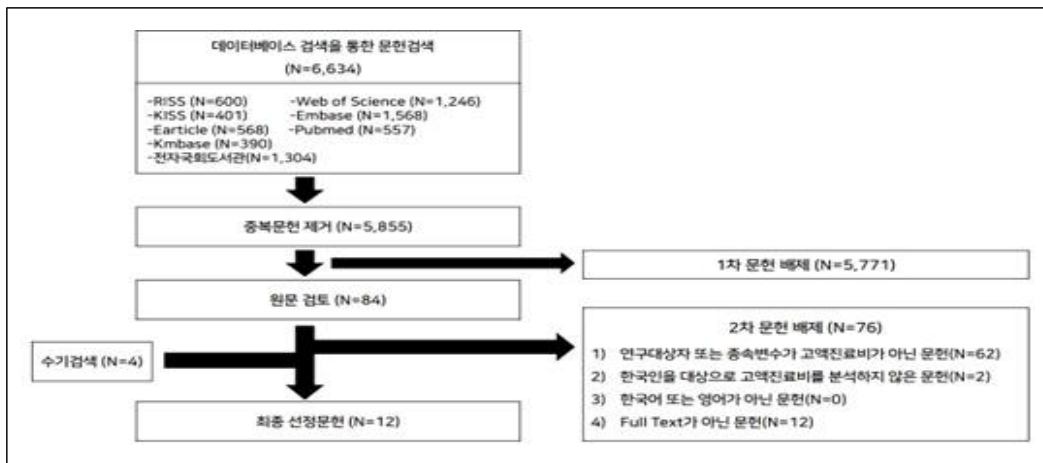 데이터베이스 검색을 통한 문헌검색
(N=6,634)
-RISS (N=600)
-KISS (N=401)
-Earticle (N=568)
-Kmbase (N=390)
-전자국회도서관(N=1,304)
-Web of Science (N=1,246)
-Embase (N=1,568)
-Pubmed (N=557)
중복문헌 제거 (N=5,855)
1차 문헌 배제 (N=5,771)
원문 검토 (N=84)
수기검색 (N=4)
2차 문헌 배제 (N=76)
1) 연구대상자 또는 종속변수가 고액진료비가 아닌 문헌(N=62)
2) 한국인을 대상으로 고액진료비를 분석하지 않은 문헌(N=2)
3) 한국어 또는 영어가 아닌 문헌(N=0)
4) Full Text가 아닌 문헌(N=12)
최종 선정문헌 (N=12)